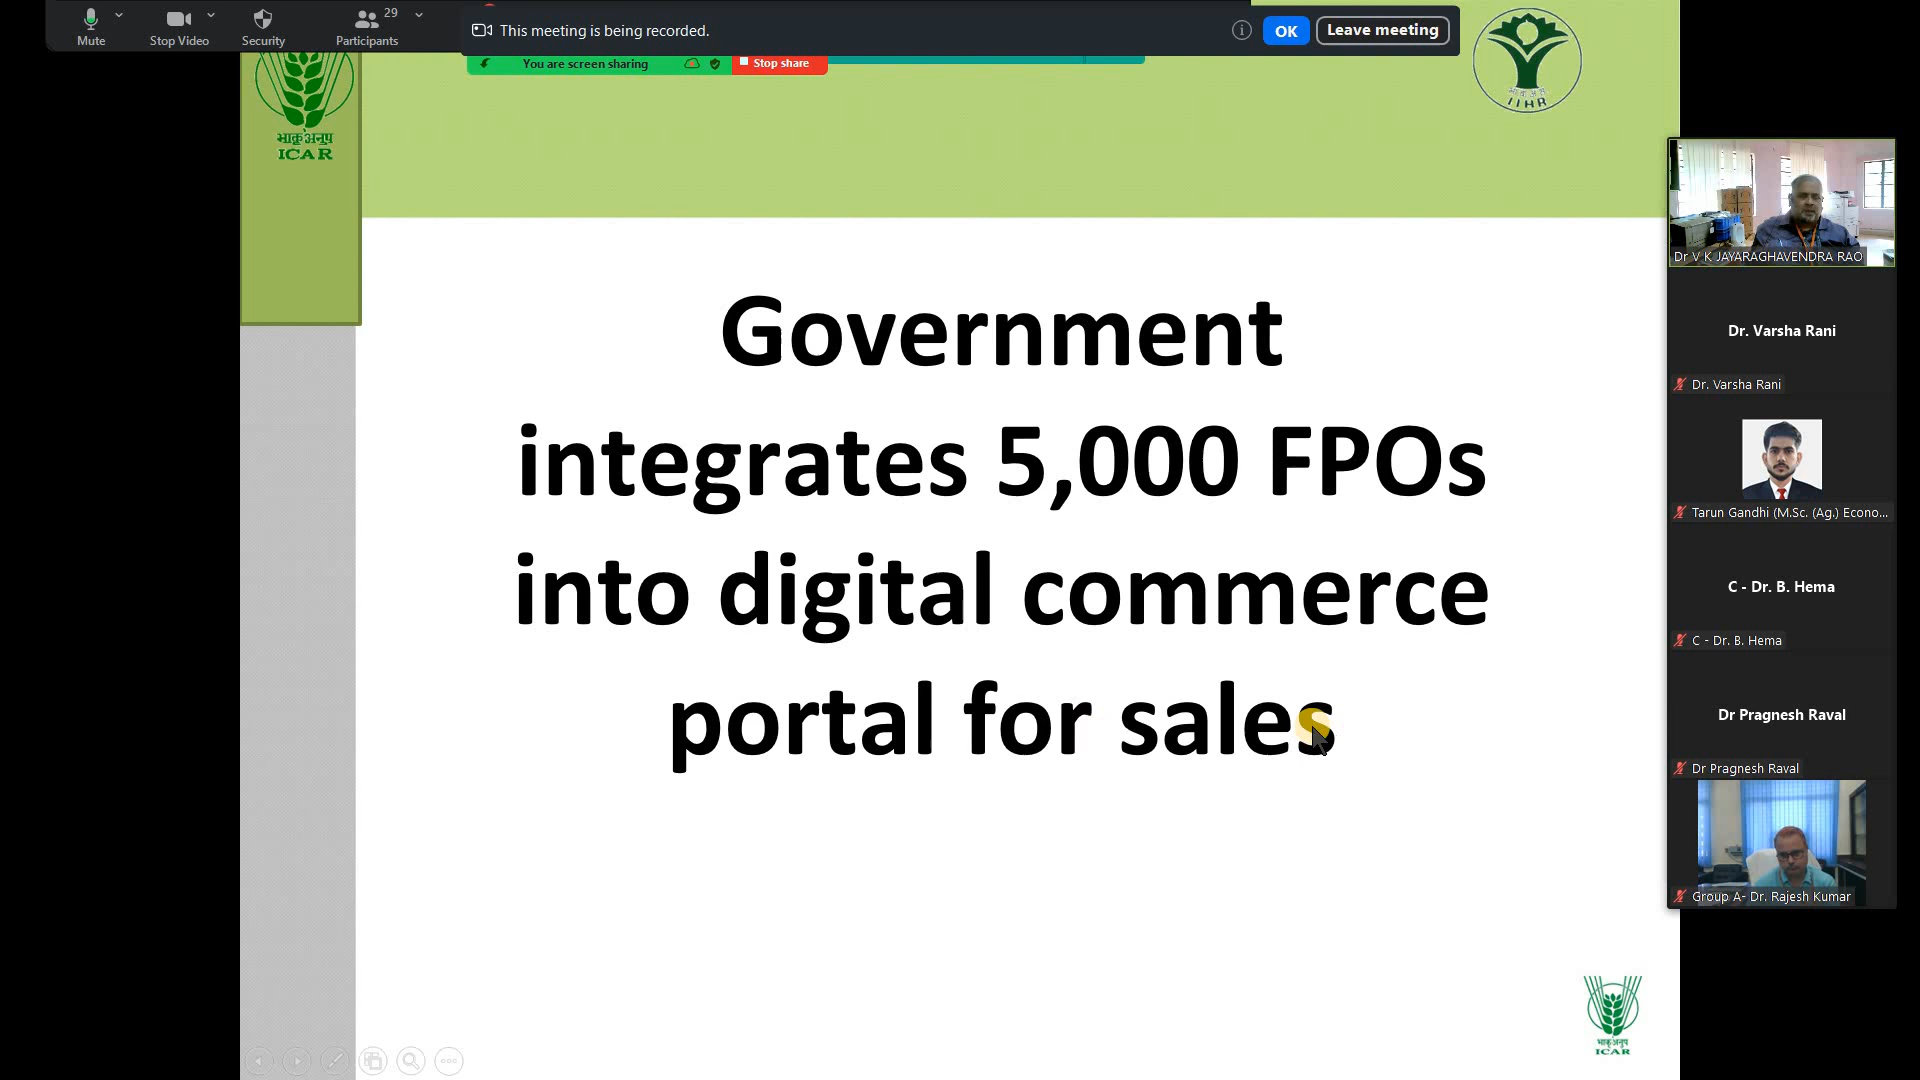 Mute
Stop Video
Security
Participants
29
This meeting is being recorded.
OK
Leave meeting
You are screen sharing
Stop share
भाकृअनुप
ICAR
IIHR
Government
integrates 5,000 FPOs
into digital commerce
portal for sales
Dr V K JAYARAGHAVENDRA RAO
Dr. Varsha Rani
Dr. Varsha Rani
Tarun Gandhi (M.Sc. (Ag.) Econo...
C - Dr. B. Hema
C - Dr. B. Hema
Dr Pragnesh Raval
Dr Pragnesh Raval
Group A- Dr. Rajesh Kumar
भाकृअनुप
ICAR